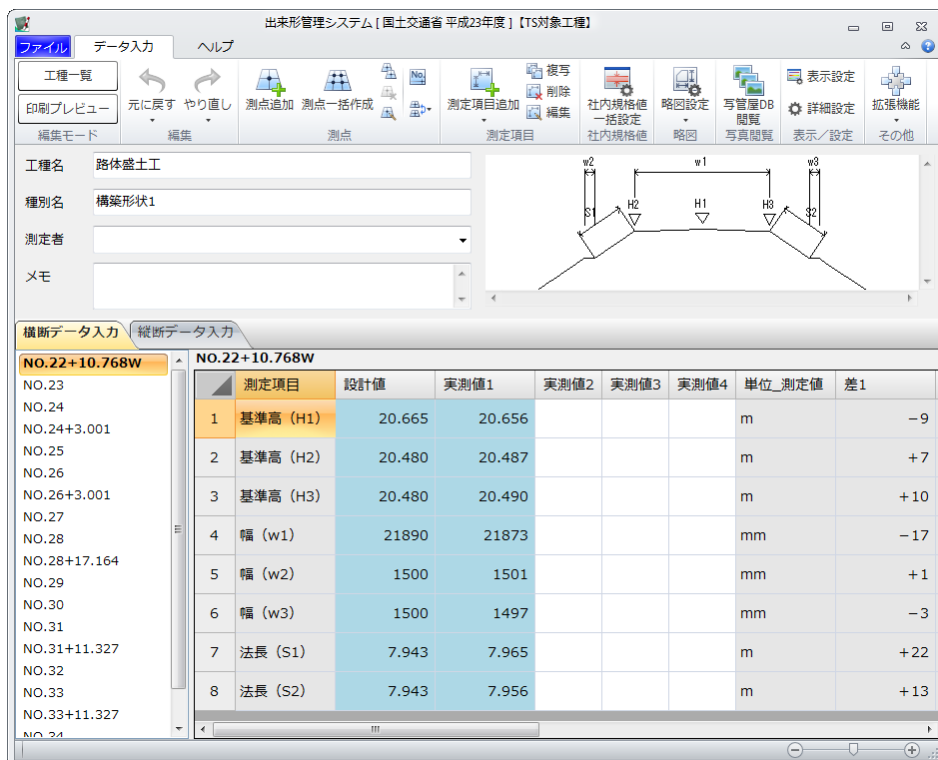 出来形管理システム [ 国土交通省 平成23年度 ]【TS対象工種】
ファイル データ入力 ヘルプ
工種一覧
印刷プレビュー
編集モード
元に戻す やり直し
編集
測点追加 測点一括作成
No.
測点
測定項目追加
複写
削除
編集
測定項目
社内規格値
一括設定
社内規格値
略図設定
略図
写管屋DB
閲覧
写真閲覧
表示設定
詳細設定
表示／設定
拡張機能
その他
工種名 路体盛土工
種別名 構築形状1
測定者
メモ
w2 w1 w3
S1 H2 H1 H3 S2
横断データ入力 縦断データ入力
NO.22+10.768W
NO.23
NO.24
NO.24+3.001
NO.25
NO.26
NO.26+3.001
NO.27
NO.28
NO.28+17.164
NO.29
NO.30
NO.31
NO.31+11.327
NO.32
NO.33
NO.33+11.327
NO.34
NO.22+10.768W
測定項目 設計値 実測値1 実測値2 実測値3 実測値4 単位_測定値 差1
1 基準高（H1） 20.665 20.656 m −9
2 基準高（H2） 20.480 20.487 m +7
3 基準高（H3） 20.480 20.490 m +10
4 幅（w1） 21890 21873 mm −17
5 幅（w2） 1500 1501 mm +1
6 幅（w3） 1500 1497 mm −3
7 法長（S1） 7.943 7.965 m +22
8 法長（S2） 7.943 7.956 m +13